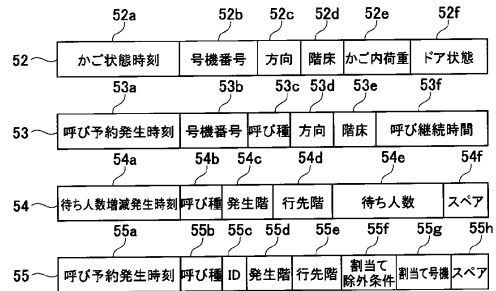 52a 52b 52c 52d 52e 52f
52 かご状態時刻 号機番号 方向 階床 かご内荷重 ドア状態
53a 53b 53c 53d 53e 53f
53 呼び予約発生時刻 号機番号 呼び種 方向 階床 呼び継続時間
54a 54b 54c 54d 54e 54f
54 待ち人数増減発生時刻 呼び種 発生階 行先階 待ち人数 スペア
55a 55b 55c 55d 55e 55f 55g 55h
55 呼び予約発生時刻 呼び種 ID 発生階 行先階 割当て除外条件 割当て号機 スペア